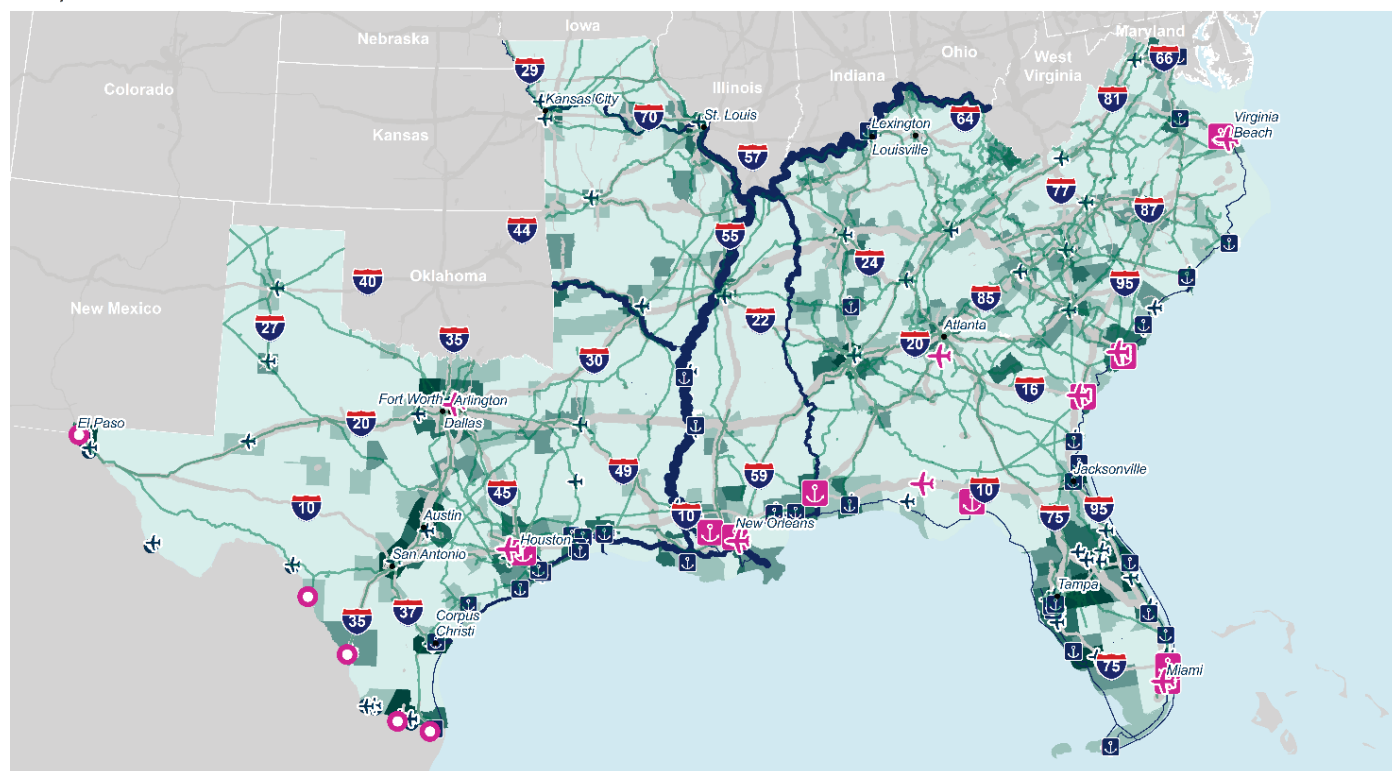 Iowa
Nebraska
Maryland
Ohio
West
Virginia
66
29
Colorado
Illinois
Indiana
81
Kansas City
70
St. Louis
64
Virginia
Beach
Lexington
Kansas
57
Louisville
77
87
44
55
24
Oklahoma
40
95
85
New Mexico
27
22
35
20
Atlanta
30
16
Fort Worth
Arlington
El Paso
20
Dallas
49
59
Jacksonville
45
10
10
10
75
95
Austin
New Orleans
Houston
San Antonio
Tampa
35
37
Corpus
Christi
75
Miami